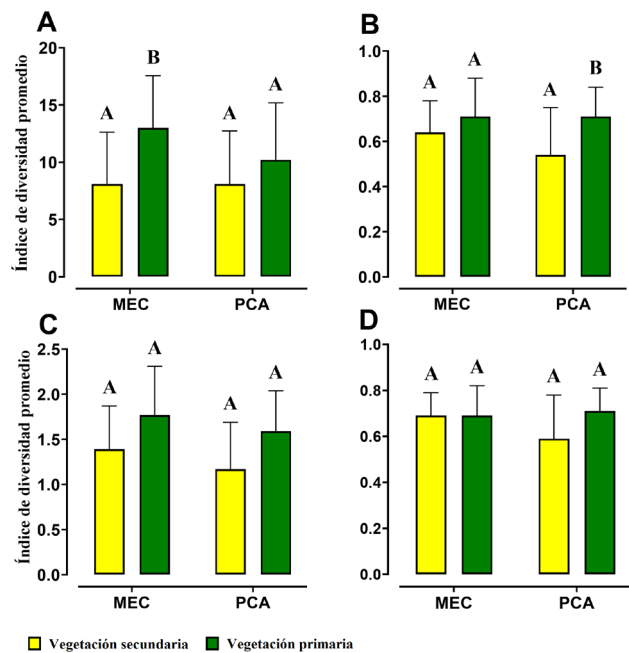 A
Índice de diversidad promedio
20
15
10
5
0
A
B
A
A
MEC
PCA
B
1.0
0.8
0.6
0.4
0.2
0.0
A
A
A
B
MEC
PCA
C
Índice de diversidad promedio
2.5
2.0
1.5
1.0
0.5
0.0
A
A
A
A
MEC
PCA
D
1.0
0.8
0.6
0.4
0.2
0.0
A
A
A
A
MEC
PCA
Vegetación secundaria
Vegetación primaria